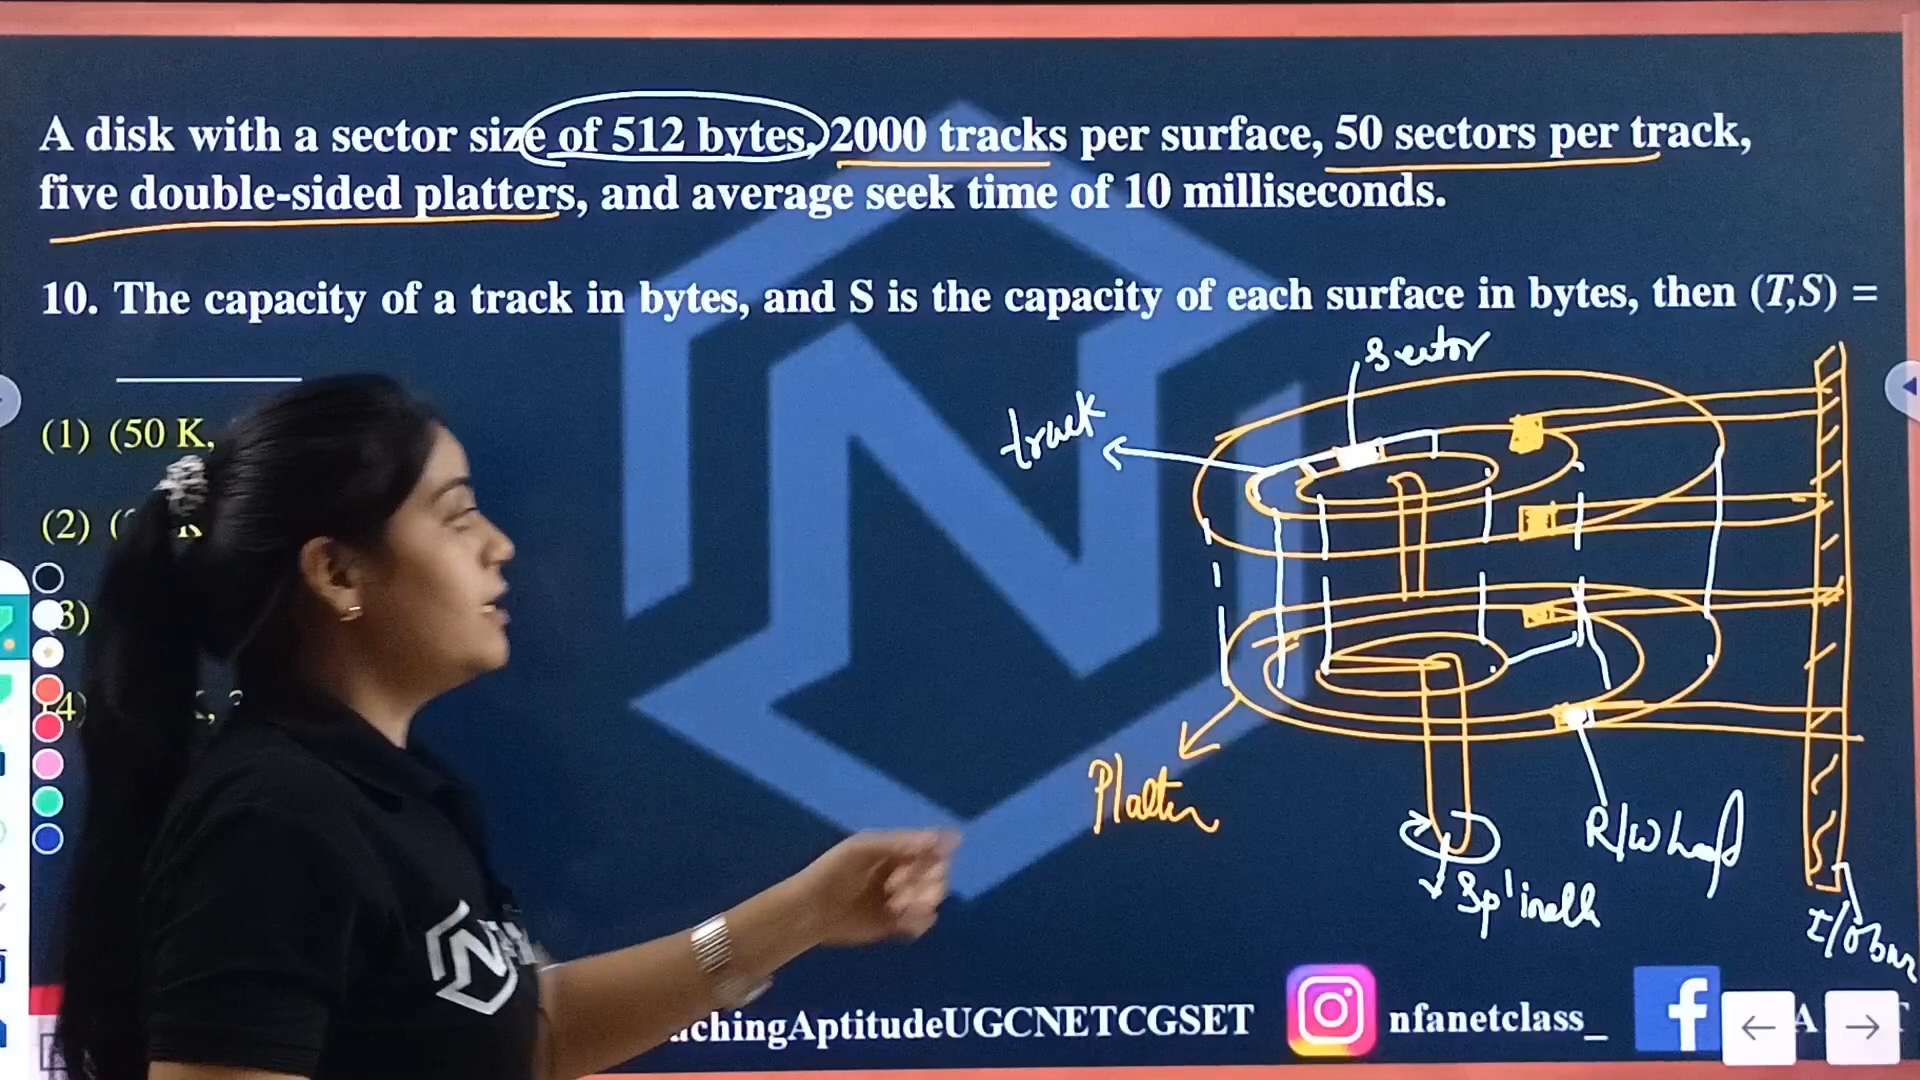 A disk with a sector size of 512 bytes, 2000 tracks per surface, 50 sectors per track,
five double-sided platters, and average seek time of 10 milliseconds.
10. The capacity of a track in bytes, and S is the capacity of each surface in bytes, then (T,S) =
sector
track
(1) (50 K,
(2) (
3)
4)
Platter
R/W head
I/O bus
chingAptitudeUGCNETCGSET
nfanetclass_